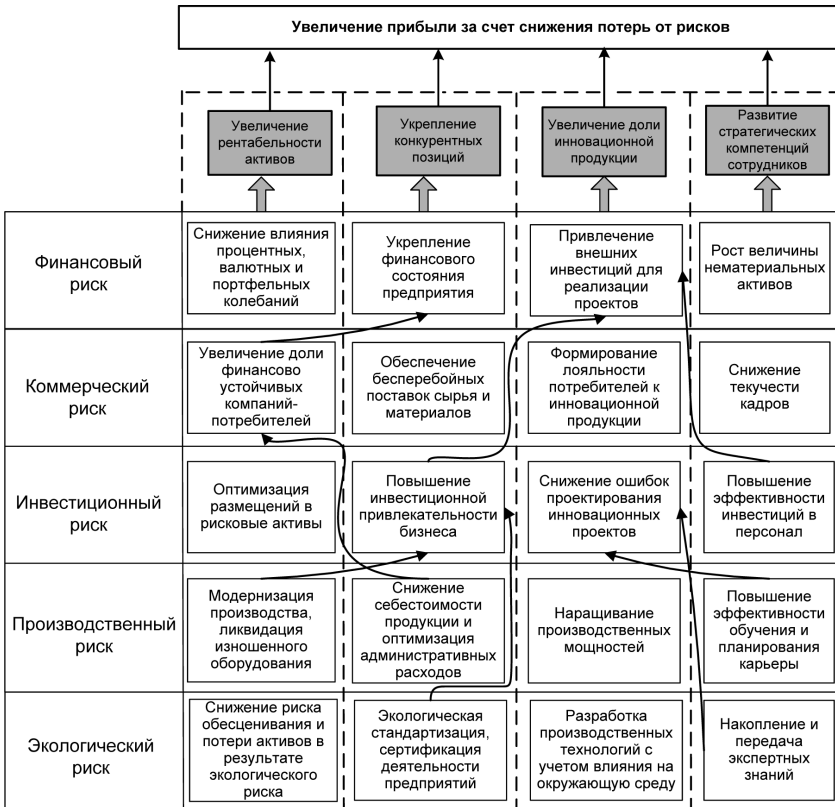 Увеличение прибыли за счет снижения потерь от рисков
Увеличение
рентабельности
активов
Укрепление
конкурентных
позиций
Увеличение доли
инновационной
продукции
Развитие
стратегических
компетенций
сотрудников
Финансовый
риск
Снижение влияния
процентных,
валютных и
портфельных
колебаний
Укрепление
финансового
состояния
предприятия
Привлечение
внешних
инвестиций для
реализации
проектов
Рост величины
нематериальных
активов
Коммерческий
риск
Увеличение доли
финансово
устойчивых
компаний-
потребителей
Обеспечение
бесперебойных
поставок сырья и
материалов
Формирование
лояльности
потребителей к
инновационной
продукции
Снижение
текучести
кадров
Инвестиционный
риск
Оптимизация
размещений в
рисковые активы
Повышение
инвестиционной
привлекательности
бизнеса
Снижение ошибок
проектирования
инновационных
проектов
Повышение
эффективности
инвестиций в
персонал
Производственный
риск
Модернизация
производства,
ликвидация
изношенного
оборудования
Снижение
себестоимости
продукции и
оптимизация
административных
расходов
Наращивание
производственных
мощностей
Повышение
эффективности
обучения и
планирования
карьеры
Экологический
риск
Снижение риска
обесценивания и
потери активов в
результате
экологического
риска
Экологическая
стандартизация,
сертификация
деятельности
предприятий
Разработка
производственных
технологий с
учетом влияния на
окружающую среду
Накопление и
передача
экспертных
знаний